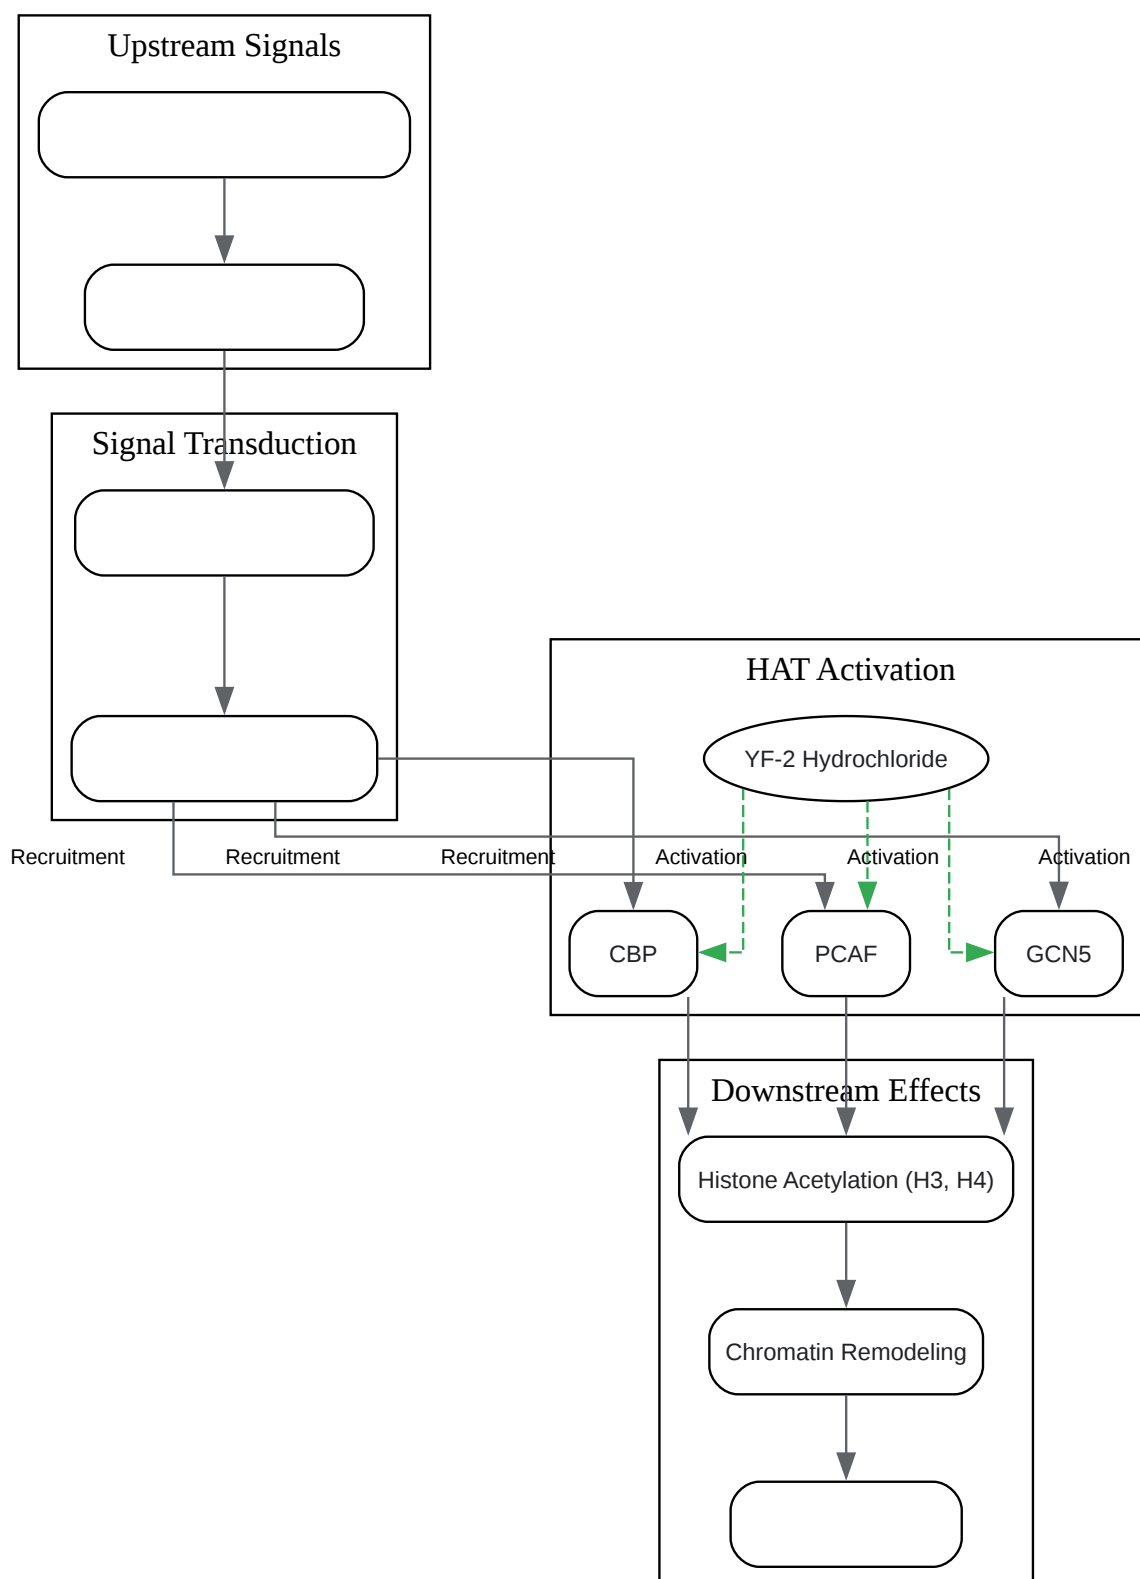 Upstream Signals
Signal Transduction
HAT Activation
YF-2 Hydrochloride
Recruitment
Recruitment
Recruitment
Activation
Activation
Activation
CBP
PCAF
GCN5
Downstream Effects
Histone Acetylation (H3, H4)
Chromatin Remodeling